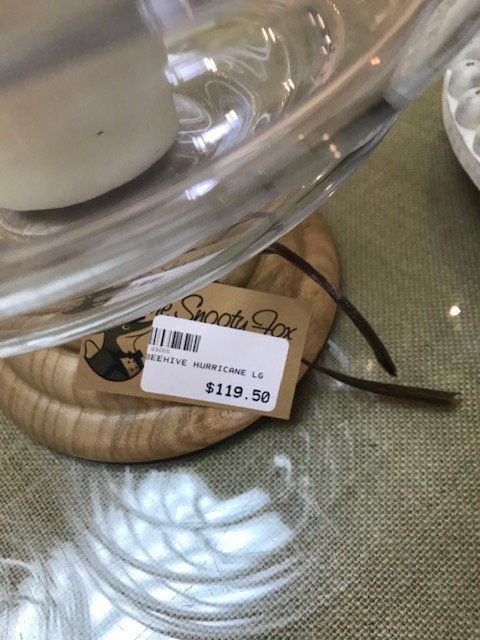 Snooty Fox
BEEHIVE HURRICANE LG
$119.50